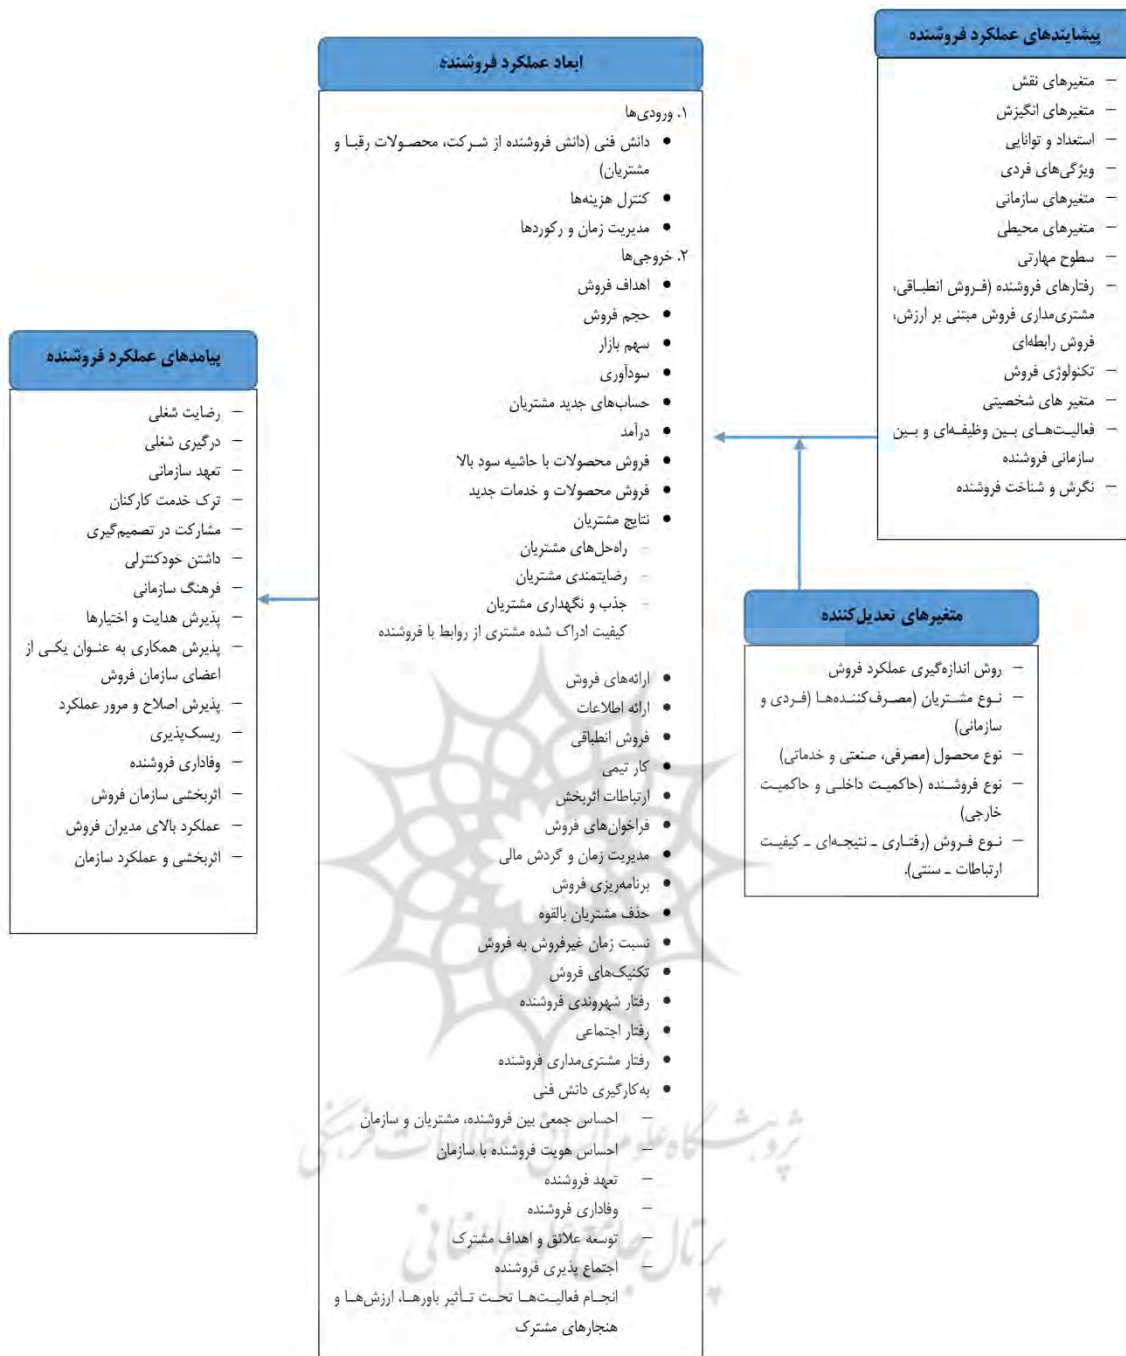 پیشایندهای عملکرد فروشنده
– متغیرهای نقش
– متغیرهای انگیزش
– استعداد و توانایی
– ویژگی‌های فردی
– متغیرهای سازمانی
– متغیرهای محیطی
– سطوح مهارتی
– رفتارهای فروشنده (فروش انطباقی،
مشتری‌مداری فروش مبتنی بر ارزش،
فروش رابطه‌ای
– تکنولوژی فروش
– متغیر های شخصیتی
– فعالیت‌های بین وظیفه‌ای و بین
سازمانی فروشنده
– نگرش و شناخت فروشنده
متغیرهای تعدیل‌کننده
– روش اندازه‌گیری عملکرد فروش
– نوع مشتریان (مصرف‌کننده‌ها (فردی و
سازمانی)
– نوع محصول (مصرفی، صنعتی و خدماتی)
– نوع فروشنده (حاکمیت داخلی و حاکمیت
خارجی)
– نوع فروش (رفتاری ـ نتیجه‌ای ـ کیفیت
ارتباطات ـ سنتی).
ابعاد عملکرد فروشنده
۱. ورودی‌ها
• دانش فنی (دانش فروشنده از شرکت، محصولات رقبا و
مشتریان)
• کنترل هزینه‌ها
• مدیریت زمان و رکوردها
۲. خروجی‌ها
• اهداف فروش
• حجم فروش
• سهم بازار
• سودآوری
• حساب‌های جدید مشتریان
• درآمد
• فروش محصولات با حاشیه سود بالا
• فروش محصولات و خدمات جدید
• نتایج مشتریان
– راه‌حل‌های مشتریان
– رضایتمندی مشتریان
– جذب و نگهداری مشتریان
کیفیت ادراک شده مشتری از روابط با فروشنده
• ارائه‌های فروش
• ارائه اطلاعات
• فروش انطباقی
• کار تیمی
• ارتباطات اثربخش
• فراخوان‌های فروش
• مدیریت زمان و گردش مالی
• برنامه‌ریزی فروش
• حذف مشتریان بالقوه
• نسبت زمان غیرفروش به فروش
• تکنیک‌های فروش
• رفتار شهروندی فروشنده
• رفتار اجتماعی
• رفتار مشتری‌مداری فروشنده
• به‌کارگیری دانش فنی
– احساس جمعی بین فروشنده، مشتریان و سازمان
– احساس هویت فروشنده با سازمان
– تعهد فروشنده
– وفاداری فروشنده
– توسعه علائق و اهداف مشترک
– اجتماع پذیری فروشنده
انجام فعالیت‌ها تحت تأثیر باورها، ارزش‌ها و
هنجارهای مشترک
پیامدهای عملکرد فروشنده
– رضایت شغلی
– درگیری شغلی
– تعهد سازمانی
– ترک خدمت کارکنان
– مشارکت در تصمیم‌گیری
– داشتن خودکنترلی
– فرهنگ سازمانی
– پذیرش هدایت و اختیارها
– پذیرش همکاری به عنوان یکی از
اعضای سازمان فروش
– پذیرش اصلاح و مرور عملکرد
– ریسک‌پذیری
– وفاداری فروشنده
– اثربخشی سازمان فروش
– عملکرد بالای مدیران فروش
– اثربخشی و عملکرد سازمان
پژوهشگاه علوم انسانی و مطالعات فرهنگی
پرتال جامع علوم انسانی